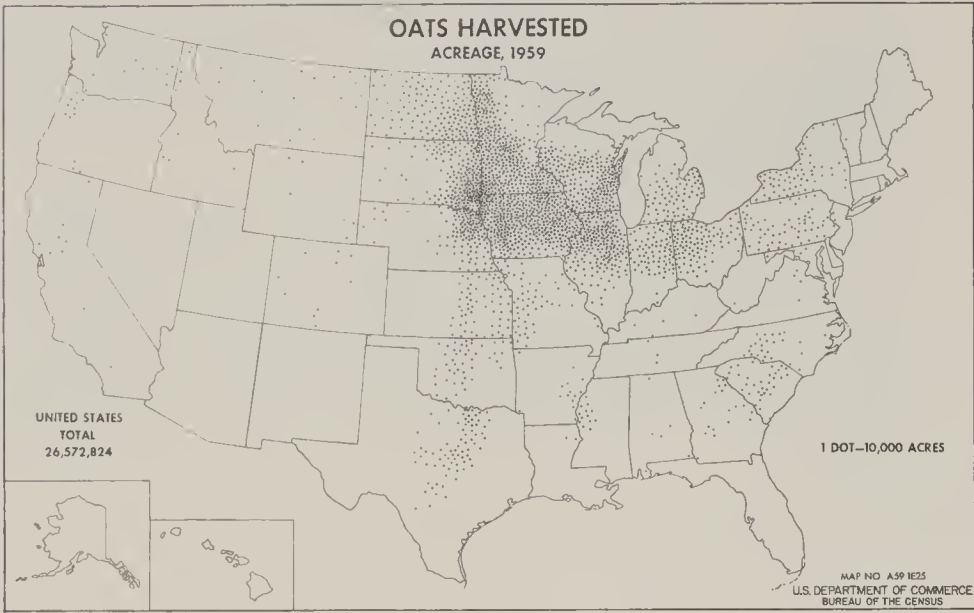 OATS HARVESTED
ACREAGE, 1959
UNITED STATES
TOTAL
26,572,824
1 DOT—10,000 ACRES
MAP NO A59 1E25
U.S. DEPARTMENT OF COMMERCE
BUREAU OF THE CENSUS